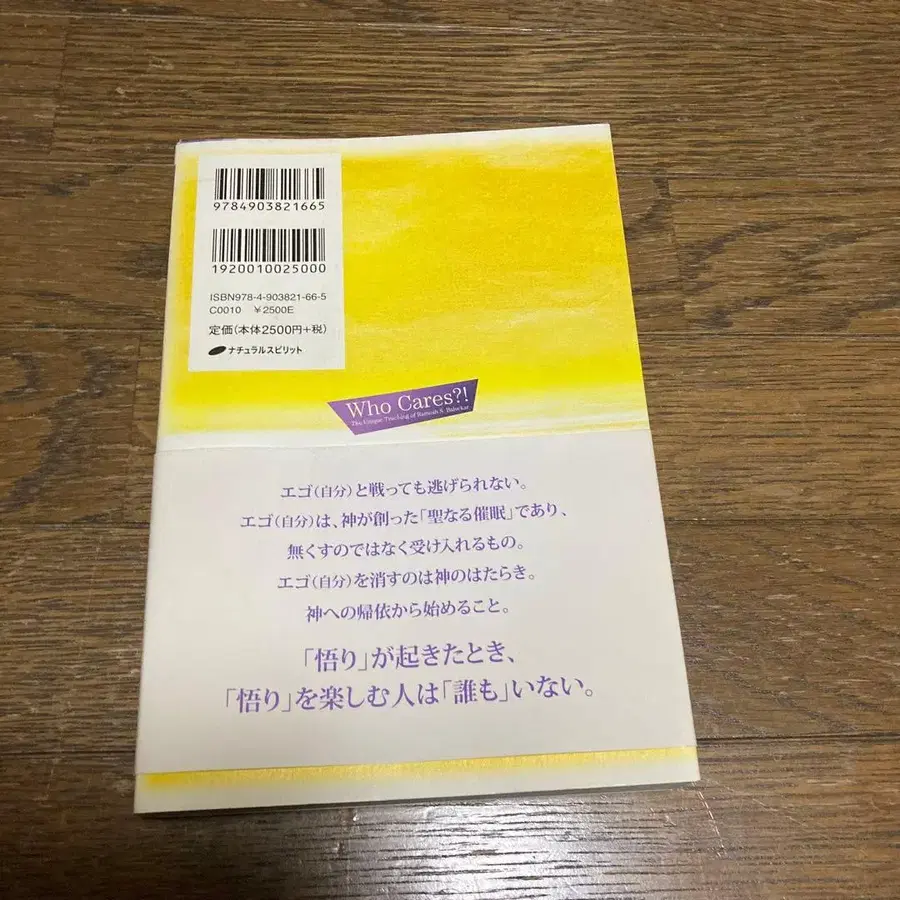 9784903821665
1920010025000
ISBN978-4-903821-66-5
C0010 ¥2500E
定価(本体2500円+税)
ナチュラルスピリット
Who Cares?!
The Unique Teaching of Ramesh S. Balsekar
エゴ(自分)と戦っても逃げられない。
エゴ(自分)は、神が創った「聖なる催眠」であり、
無くすのではなく受け入れるもの。
エゴ(自分)を消すのは神のはたらき。
神への帰依から始めること。
「悟り」が起きたとき、
「悟り」を楽しむ人は「誰も」いない。